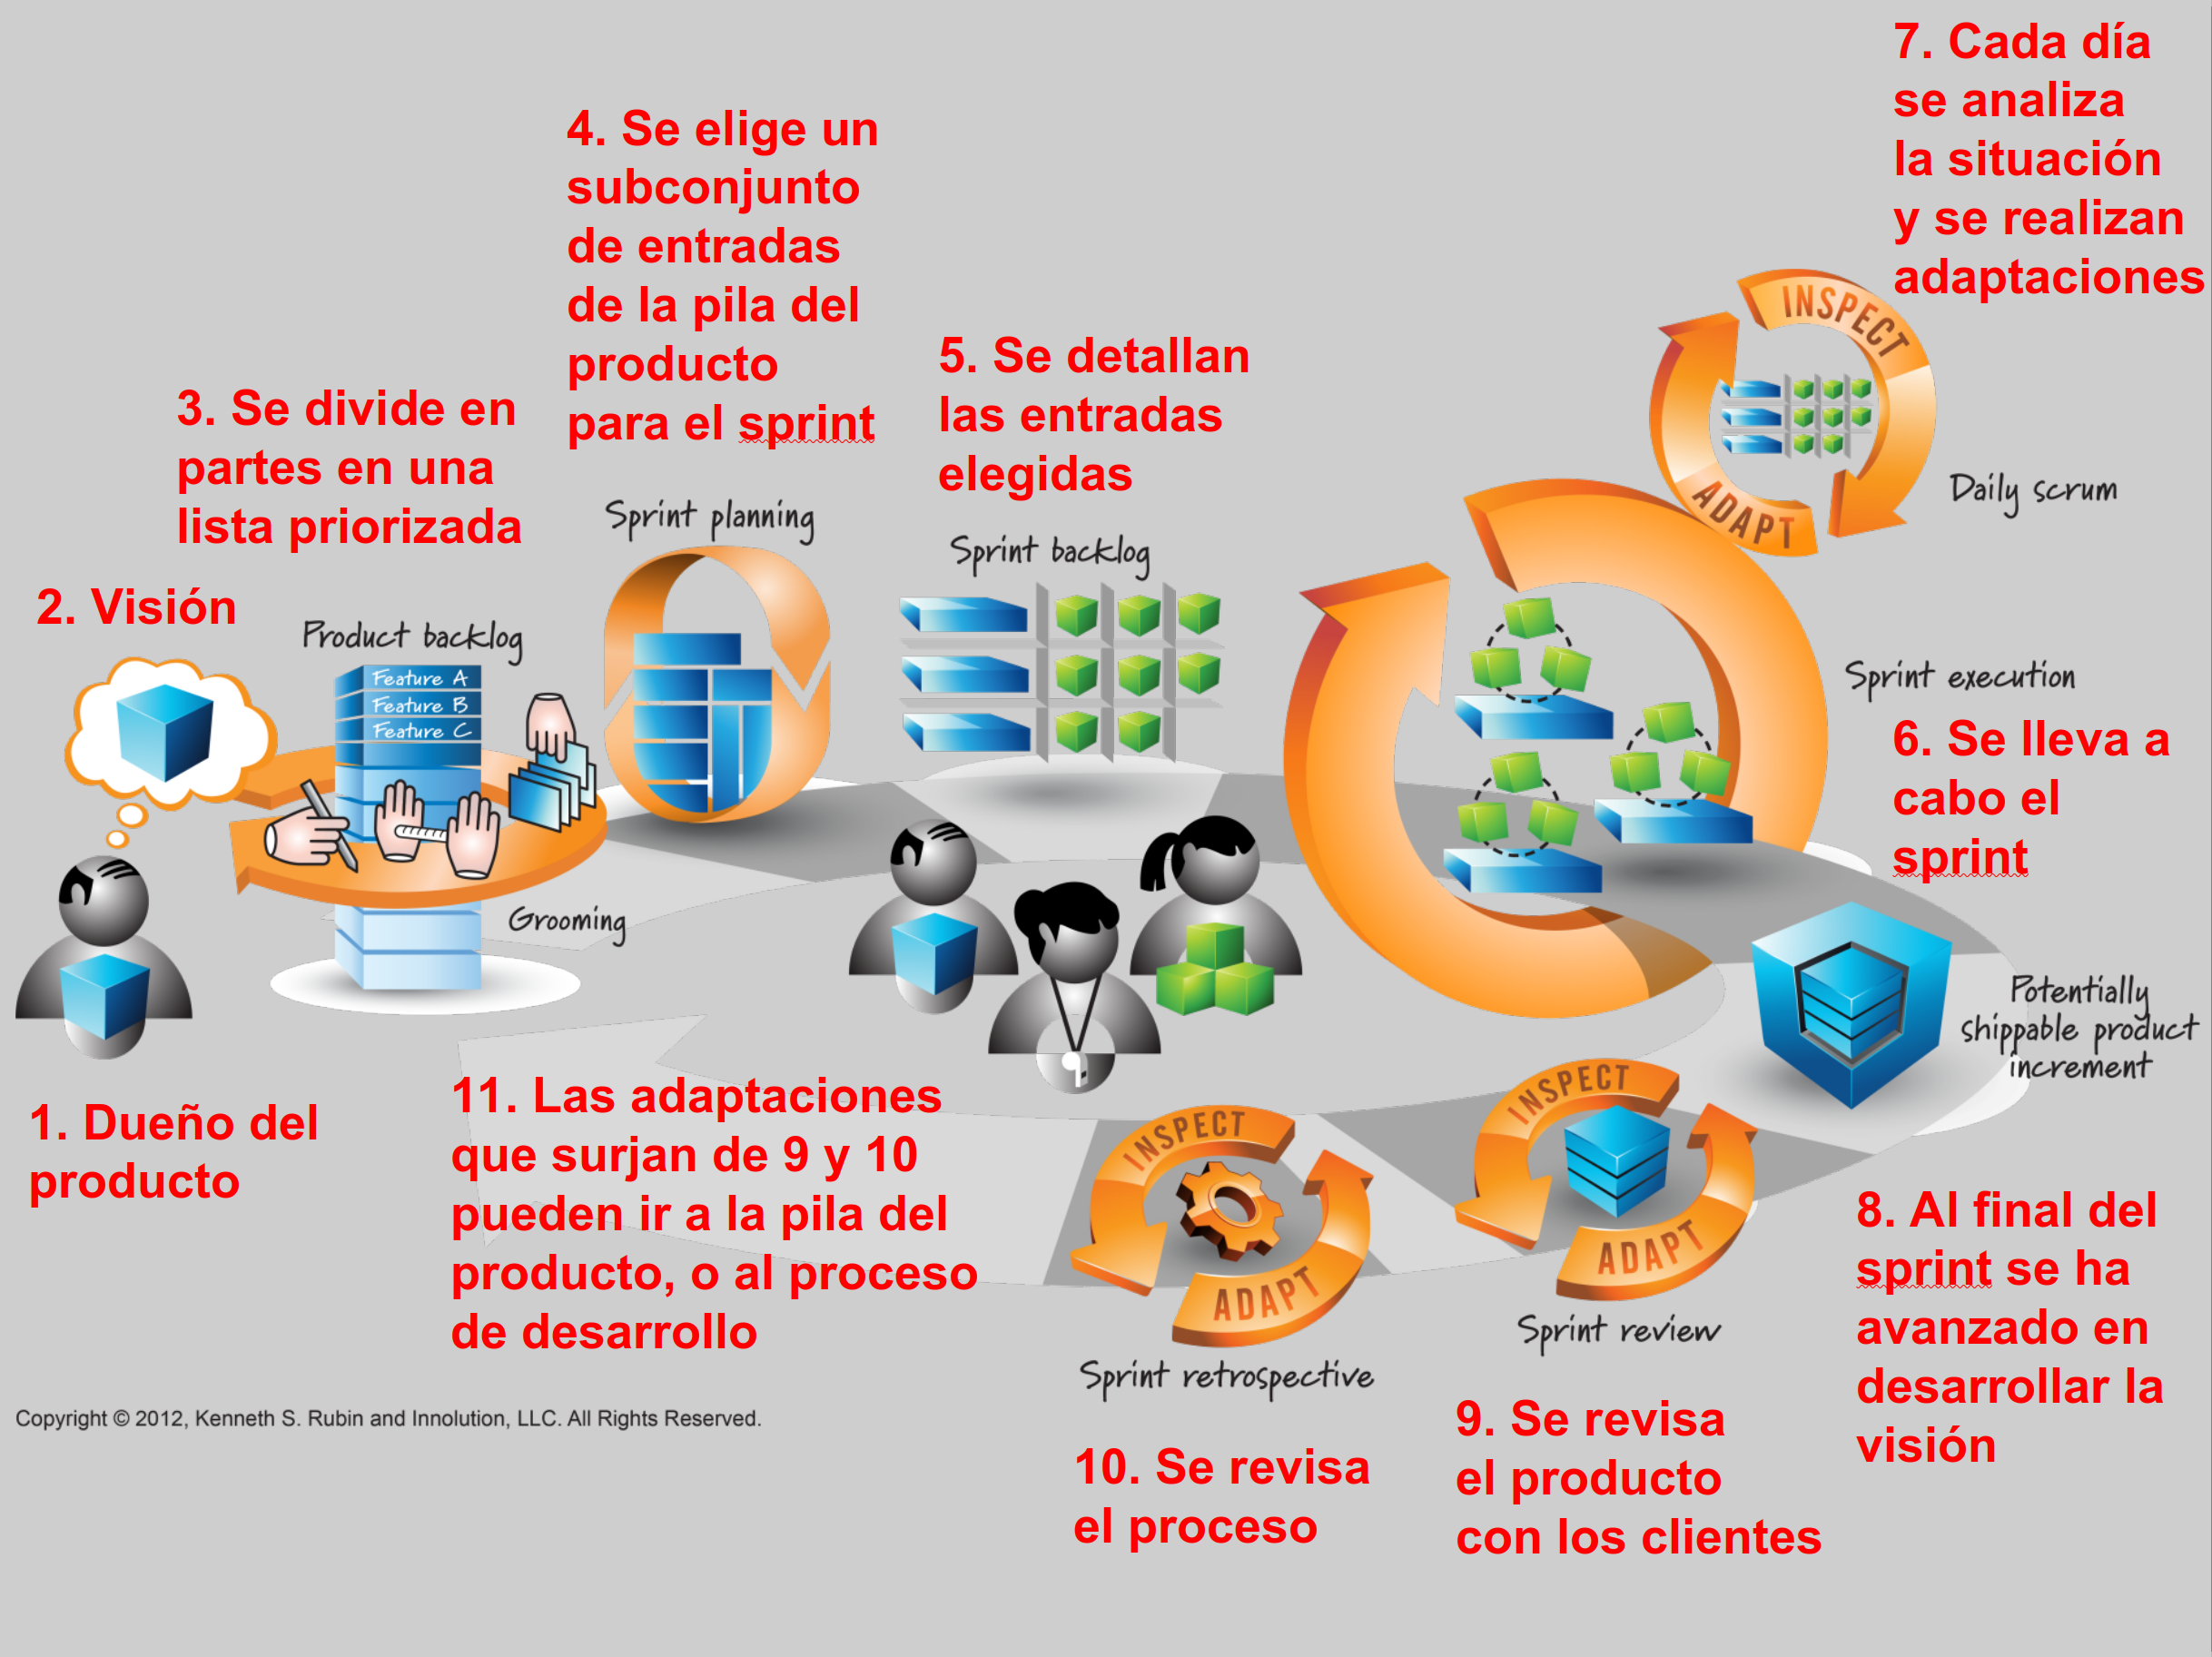 1. Dueño del
producto
2. Visión
3. Se divide en
partes en una
lista priorizada
Product backlog
Feature A
Feature B
Feature C
Grooming
4. Se elige un
subconjunto
de entradas
de la pila del
producto
para el sprint
Sprint planning
5. Se detallan
las entradas
elegidas
Sprint backlog
Sprint execution
6. Se lleva a
cabo el
sprint
7. Cada día
se analiza
la situación
y se realizan
adaptaciones
INSPECT
ADAPT
Daily scrum
Potentially
shippable product
increment
8. Al final del
sprint se ha
avanzado en
desarrollar la
visión
INSPECT
ADAPT
Sprint review
9. Se revisa
el producto
con los clientes
INSPECT
ADAPT
Sprint retrospective
10. Se revisa
el proceso
11. Las adaptaciones
que surjan de 9 y 10
pueden ir a la pila del
producto, o al proceso
de desarrollo
Copyright © 2012, Kenneth S. Rubin and Innolution, LLC. All Rights Reserved.